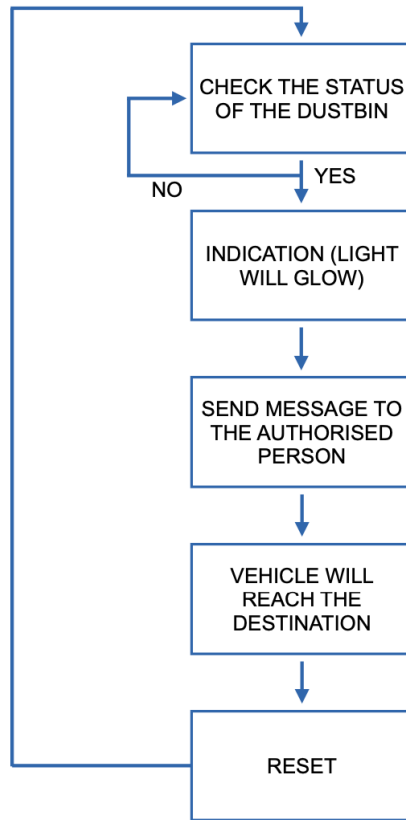 CHECK THE STATUS
OF THE DUSTBIN
NO
YES
INDICATION (LIGHT
WILL GLOW)
SEND MESSAGE TO
THE AUTHORISED
PERSON
VEHICLE WILL
REACH THE
DESTINATION
RESET